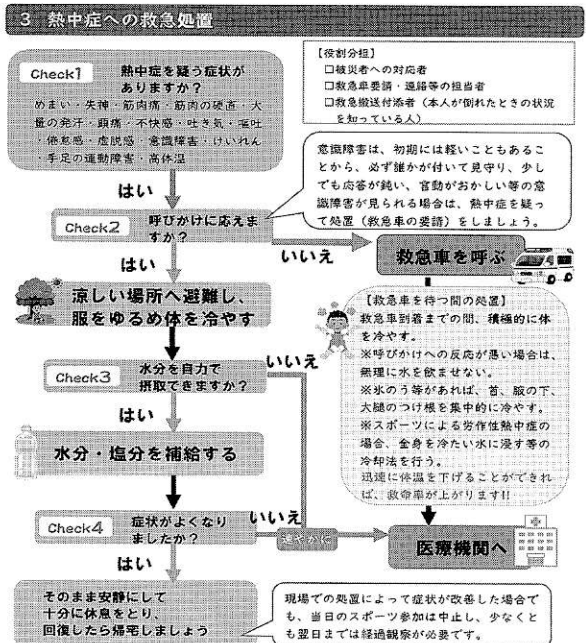 3 熱中症への救急処置
Check1
熱中症を疑う症状が
ありますか？
めまい・失神・筋肉痛・筋肉の硬直・大
量の発汗・頭痛・不快感・吐き気・嘔吐
・倦怠感・虚脱感・意識障害・けいれん
・手足の運動障害・高体温
【役割分担】
□被災者への対応者
□救急車要請・連絡等の担当者
□救急搬送付添者（本人が倒れたときの状況
を知っている人）
意識障害は、初期には軽いこともあるこ
とから、必ず誰かが付いて見守り、少し
でも応答が鈍い、言動がおかしい等の意
識障害が見られる場合は、熱中症を疑っ
て処置（救急車の要請）をしましょう。
はい
Check2
呼びかけに応えま
すか？
いいえ
救急車を呼ぶ
はい
涼しい場所へ避難し、
服をゆるめ体を冷やす
【救急車を待つ間の処置】
救急車到着までの間、積極的に体
を冷やす。
※呼びかけへの反応が悪い場合は、
無理に水を飲ませない。
※氷のう等があれば、首、腋の下、
大腿のつけ根を集中的に冷やす。
※スポーツによる労作性熱中症の
場合、全身を冷たい水に浸す等の
冷却法を行う。
迅速に体温を下げることができれ
ば、救命率が上がります!!
Check3
水分を自力で
摂取できますか？
いいえ
はい
水分・塩分を補給する
Check4
症状がよくなり
ましたか？
いいえ
速やかに
医療機関へ
はい
そのまま安静にして
十分に休息をとり、
回復したら帰宅しましょう
現場での処置によって症状が改善した場合で
も、当日のスポーツ参加は中止し、少なくと
も翌日までは経過観察が必要です。